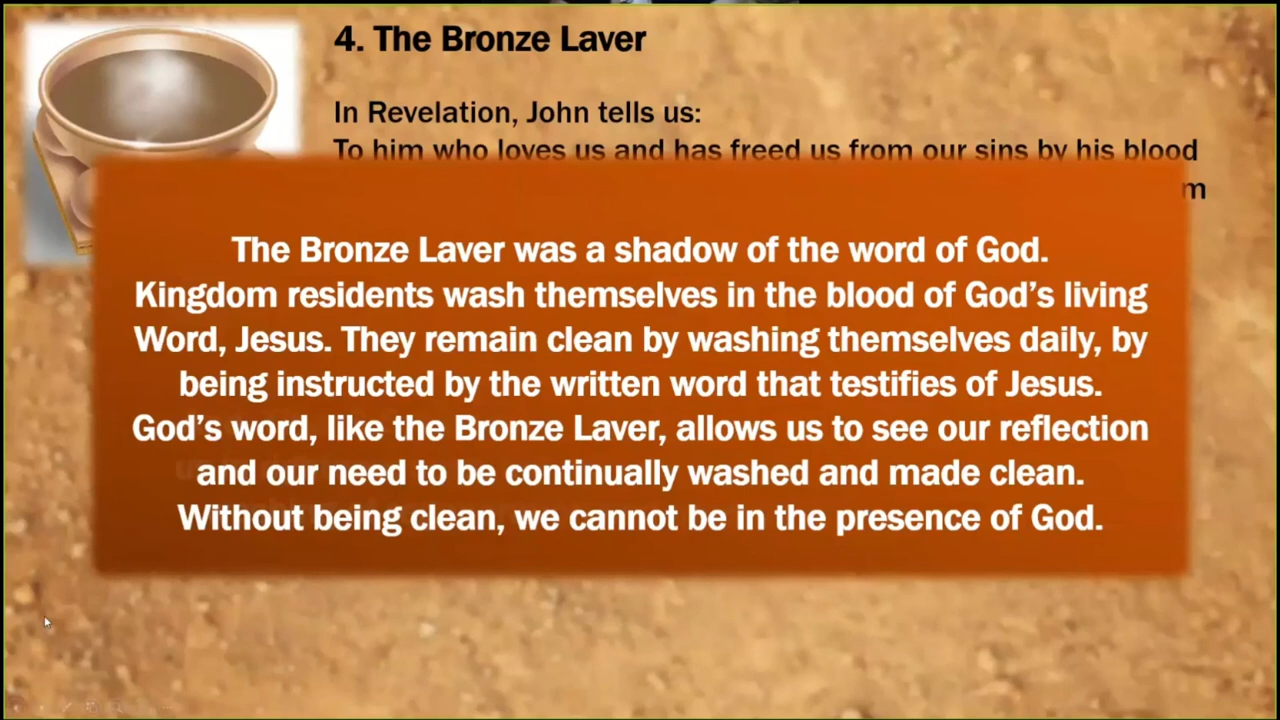 4. The Bronze Laver
In Revelation, John tells us:
To him who loves us and has freed us from our sins by his blood
m
The Bronze Laver was a shadow of the word of God.
Kingdom residents wash themselves in the blood of God’s living
Word, Jesus. They remain clean by washing themselves daily, by
being instructed by the written word that testifies of Jesus.
God’s word, like the Bronze Laver, allows us to see our reflection
and our need to be continually washed and made clean.
Without being clean, we cannot be in the presence of God.